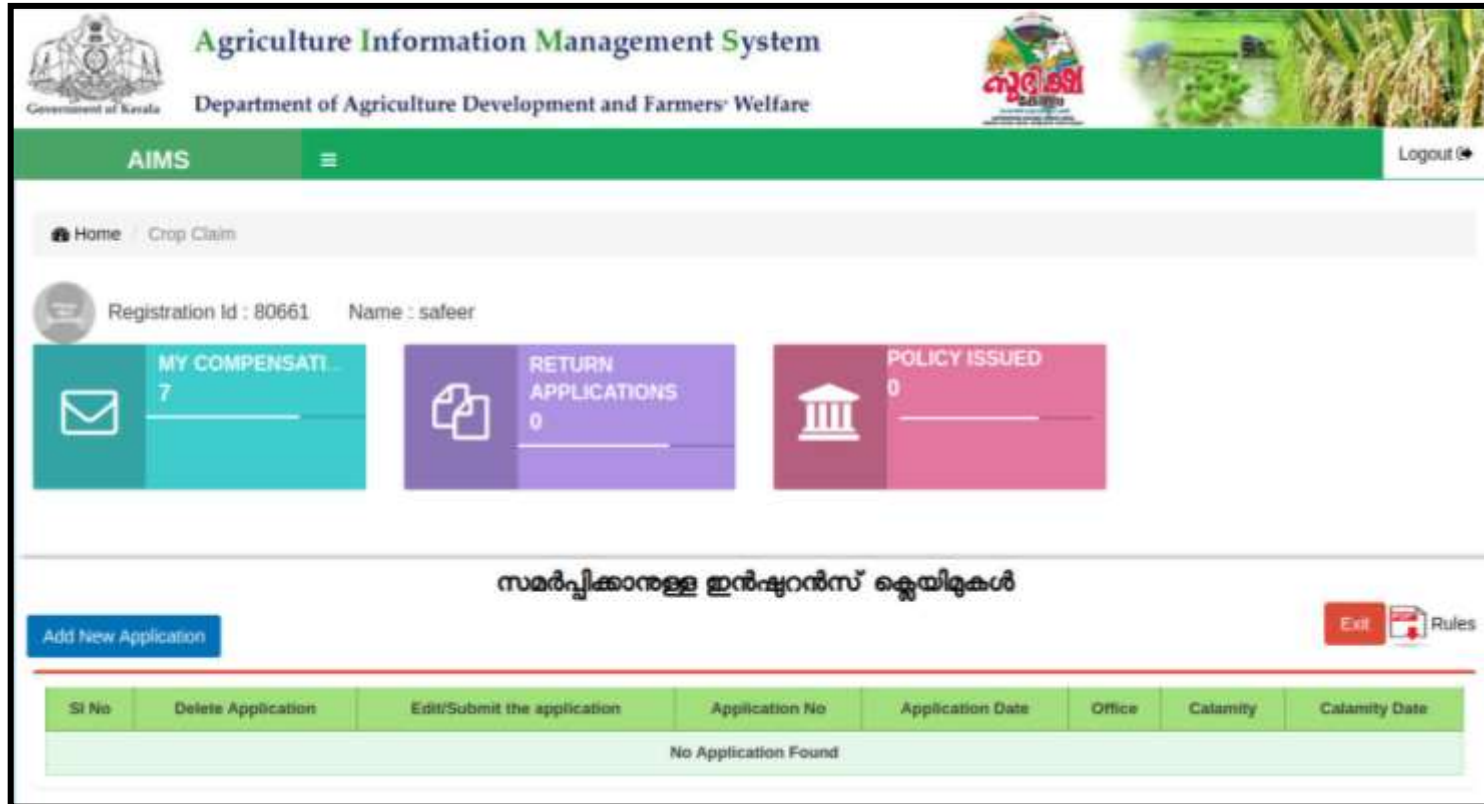 Agriculture Information Management System
Department of Agriculture Development and Farmers' Welfare
Government of Kerala
സുഭിക്ഷ
കേരളം
AIMS
Logout
Home / Crop Claim
Registration Id : 80661 Name : safeer
MY COMPENSATI...
7
RETURN
APPLICATIONS
0
POLICY ISSUED
0
സമർപ്പിക്കാനുള്ള ഇൻഷുറൻസ് ക്ലെയിമുകൾ
Add New Application
Exit Rules
Sl No Delete Application Edit/Submit the application Application No Application Date Office Calamity Calamity Date
No Application Found